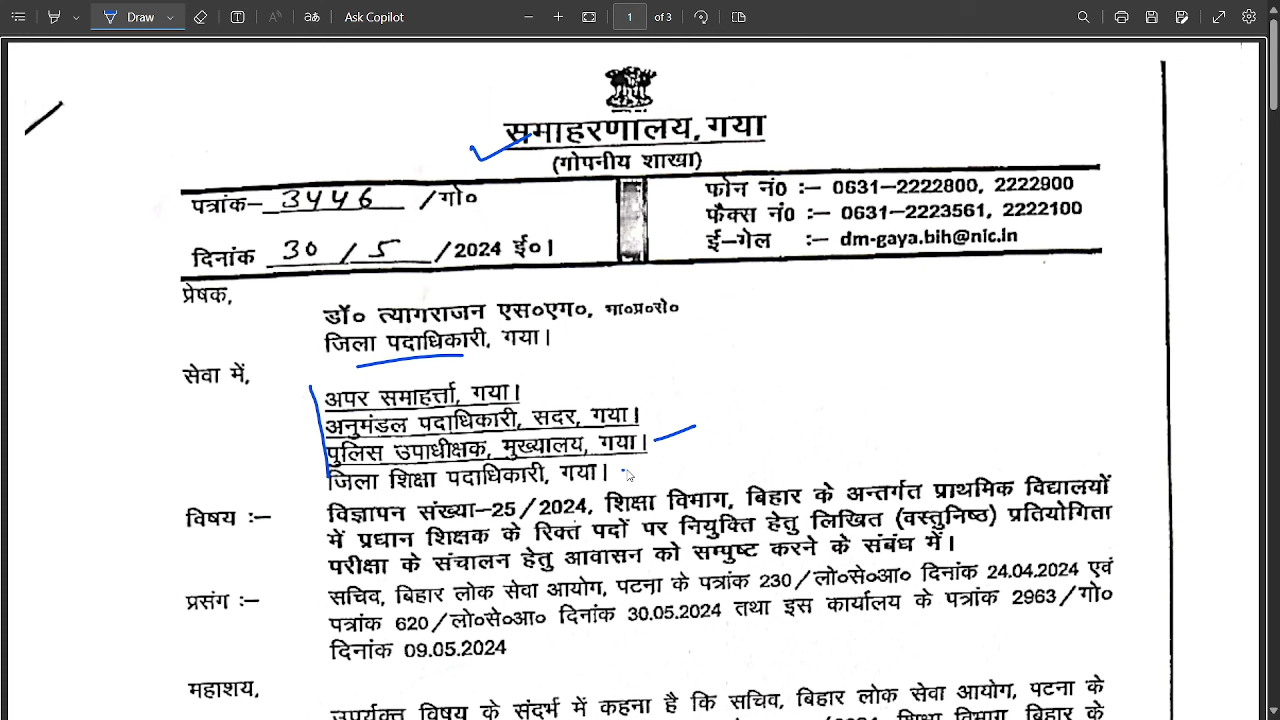 Draw
Ask Copilot
1 of 3
समाहरणालय, गया
(गोपनीय शाखा)
पत्रांक- 3446 /गो०
फोन नं0 :- 0631-2222800, 2222900
फैक्स नं0 :- 0631-2223561, 2222100
दिनांक 30 / 5 /2024 ई०।
ई-गेल :- dm-gaya.bih@nic.in
प्रेषक,
डॉ० त्यागराजन एस०एग०, भा०प्र०से०
जिला पदाधिकारी, गया।
सेवा में,
अपर समाहर्त्ता, गया।
अनुमंडल पदाधिकारी, सदर, गया।
पुलिस उपाधीक्षक, मुख्यालय, गया।
जिला शिक्षा पदाधिकारी, गया।
विषय :- विज्ञापन संख्या-25/2024, शिक्षा विभाग, बिहार के अन्तर्गत प्राथमिक विद्यालयों
में प्रधान शिक्षक के रिक्त पदों पर नियुक्ति हेतु लिखित (वस्तुनिष्ठ) प्रतियोगिता
परीक्षा के संचालन हेतु आवासन को सम्पुष्ट करने के संबंध में।
प्रसंग :- सचिव, बिहार लोक सेवा आयोग, पटना के पत्रांक 230/लो०से०आ० दिनांक 24.04.2024 एवं
पत्रांक 620/लो०से०आ० दिनांक 30.05.2024 तथा इस कार्यालय के पत्रांक 2963/गो०
दिनांक 09.05.2024
महाशय,
उपर्युक्त विषय के संदर्भ में कहना है कि सचिव, बिहार लोक सेवा आयोग, पटना के
शिक्षा विभाग, बिहार के